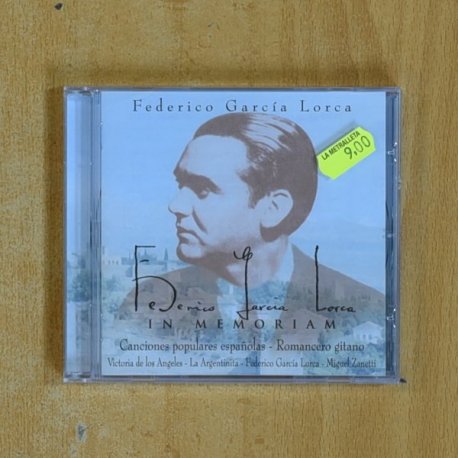 Federico García Lorca
LA METRALLETA
9,00
Federico García Lorca
IN MEMORIAM
Canciones populares españolas - Romancero gitano
Victoria de los Angeles - La Argentinita - Federico García Lorca - Miguel Zanetti